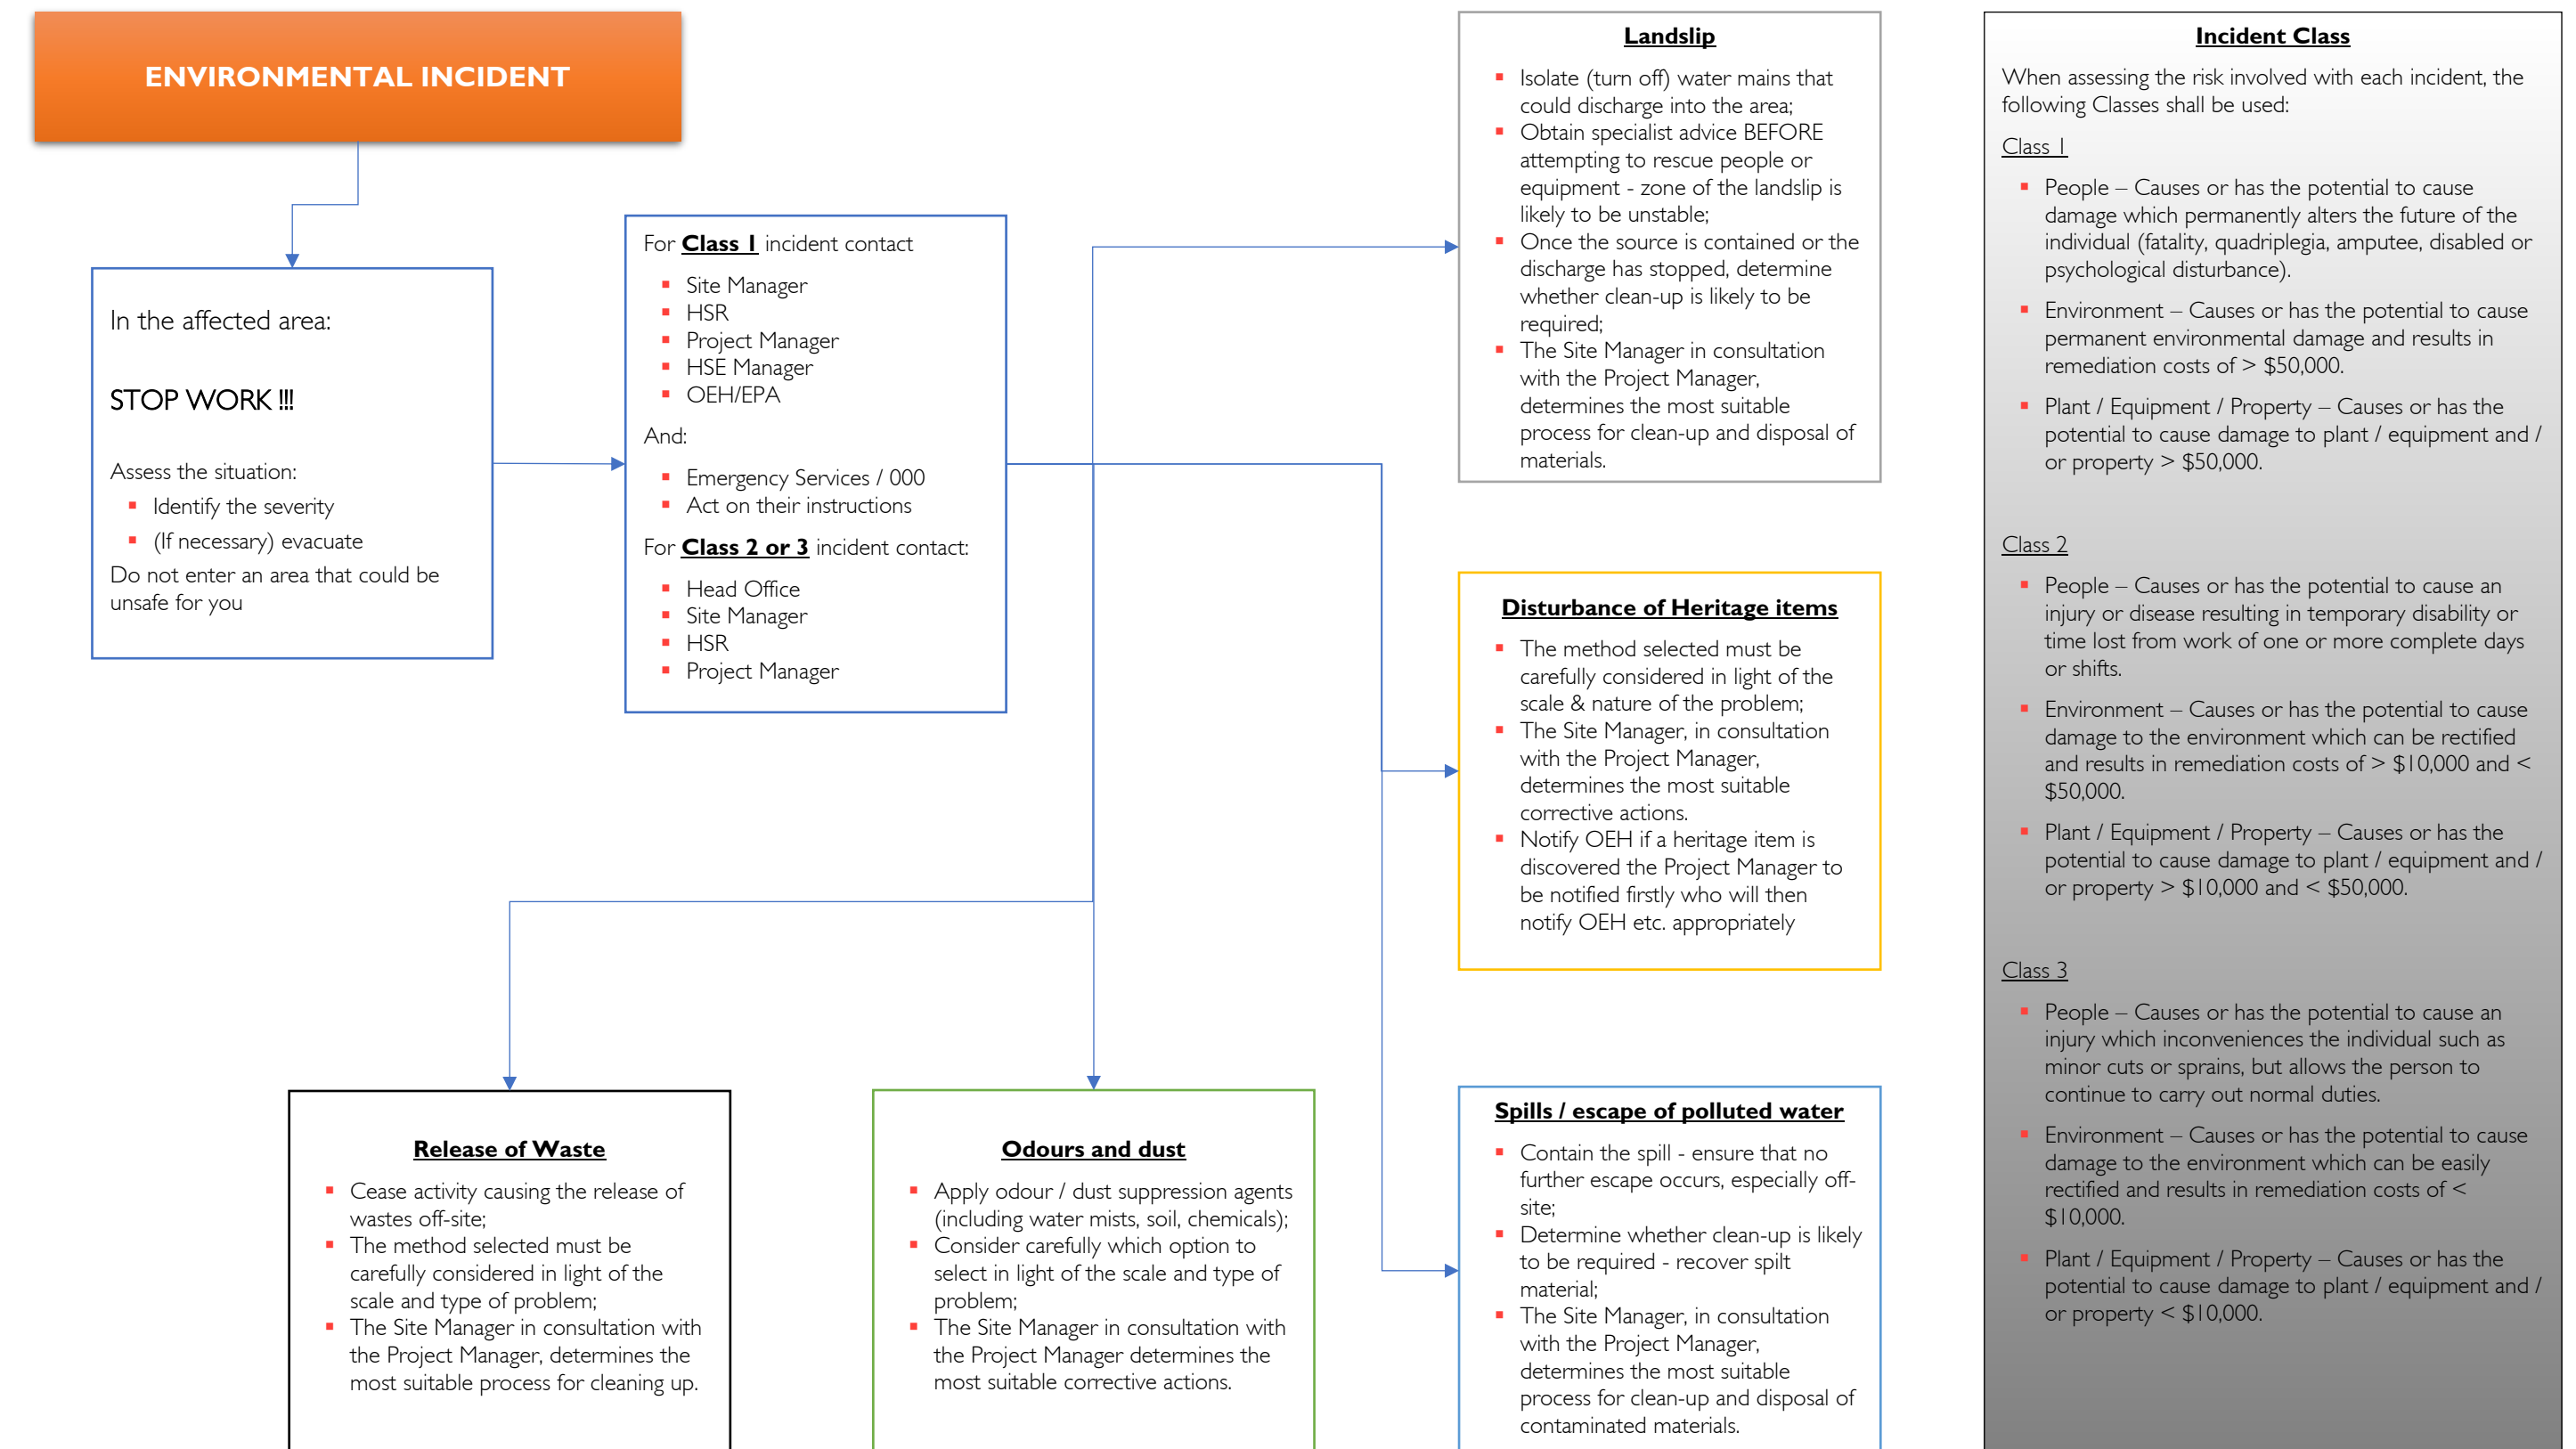 ENVIRONMENTAL INCIDENT
In the affected area:
STOP WORK !!!
Assess the situation:
▪ Identify the severity
▪ (If necessary) evacuate
Do not enter an area that could be
unsafe for you
For Class 1 incident contact
▪ Site Manager
▪ HSR
▪ Project Manager
▪ HSE Manager
▪ OEH/EPA
And:
▪ Emergency Services / 000
▪ Act on their instructions
For Class 2 or 3 incident contact:
▪ Head Office
▪ Site Manager
▪ HSR
▪ Project Manager
Landslip
▪ Isolate (turn off) water mains that
could discharge into the area;
▪ Obtain specialist advice BEFORE
attempting to rescue people or
equipment - zone of the landslip is
likely to be unstable;
▪ Once the source is contained or the
discharge has stopped, determine
whether clean-up is likely to be
required;
▪ The Site Manager in consultation
with the Project Manager,
determines the most suitable
process for clean-up and disposal of
materials.
Disturbance of Heritage items
▪ The method selected must be
carefully considered in light of the
scale & nature of the problem;
▪ The Site Manager, in consultation
with the Project Manager,
determines the most suitable
corrective actions.
▪ Notify OEH if a heritage item is
discovered the Project Manager to
be notified firstly who will then
notify OEH etc. appropriately
Release of Waste
▪ Cease activity causing the release of
wastes off-site;
▪ The method selected must be
carefully considered in light of the
scale and type of problem;
▪ The Site Manager in consultation with
the Project Manager, determines the
most suitable process for cleaning up.
Odours and dust
▪ Apply odour / dust suppression agents
(including water mists, soil, chemicals);
▪ Consider carefully which option to
select in light of the scale and type of
problem;
▪ The Site Manager in consultation with
the Project Manager determines the
most suitable corrective actions.
Spills / escape of polluted water
▪ Contain the spill - ensure that no
further escape occurs, especially off-
site;
▪ Determine whether clean-up is likely
to be required - recover spilt
material;
▪ The Site Manager, in consultation
with the Project Manager,
determines the most suitable
process for clean-up and disposal of
contaminated materials.
Incident Class
When assessing the risk involved with each incident, the
following Classes shall be used:
Class 1
▪ People – Causes or has the potential to cause
damage which permanently alters the future of the
individual (fatality, quadriplegia, amputee, disabled or
psychological disturbance).
▪ Environment – Causes or has the potential to cause
permanent environmental damage and results in
remediation costs of > $50,000.
▪ Plant / Equipment / Property – Causes or has the
potential to cause damage to plant / equipment and /
or property > $50,000.
Class 2
▪ People – Causes or has the potential to cause an
injury or disease resulting in temporary disability or
time lost from work of one or more complete days
or shifts.
▪ Environment – Causes or has the potential to cause
damage to the environment which can be rectified
and results in remediation costs of > $10,000 and <
$50,000.
▪ Plant / Equipment / Property – Causes or has the
potential to cause damage to plant / equipment and /
or property > $10,000 and < $50,000.
Class 3
▪ People – Causes or has the potential to cause an
injury which inconveniences the individual such as
minor cuts or sprains, but allows the person to
continue to carry out normal duties.
▪ Environment – Causes or has the potential to cause
damage to the environment which can be easily
rectified and results in remediation costs of <
$10,000.
▪ Plant / Equipment / Property – Causes or has the
potential to cause damage to plant / equipment and /
or property < $10,000.